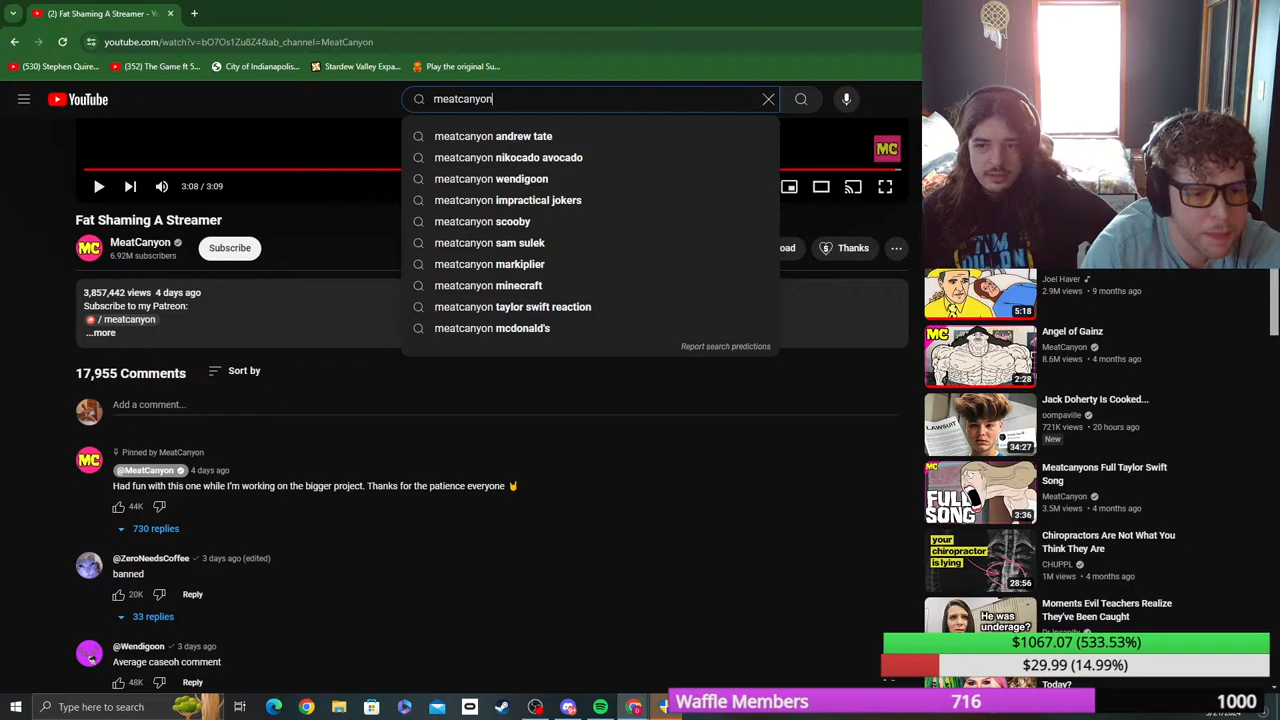 (2) Fat Shaming A Streamer - Yo
youtube.com/watch?v=bO7Os1Zu8Z48&ab_channel=MeatCanyon
(530) Stephen Quire...
(352) The Game ft 5...
City of Indianapolis...
Stardew Valley Expa...
Play the original Su...
YouTube
meatcanyon
meatcanyon andrew tate
meatcanyon nikocado avocado
meatcanyon wendigoon
meatcanyon impractical jokers
meatcanyon scooby
meatcanyon sam sulek
meatcanyon markiplier
meatcanyon minecraft
meatcanyon taylor swift reaction
meatcanyon mcdonald's
Report search predictions
MC
3:08 / 3:09
Fat Shaming A Streamer
MC
MeatCanyon
6.92M subscribers
Subscribe
Thanks
3,857,442 views 4 days ago
Subscribe to my Patreon:
/ meatcanyon
...more
17,955 Comments
Sort by
Add a comment...
MC
Pinned by MeatCanyon
@MeatCanyon 4 days ago
Had fun with this one while I'm working on the bigger project. Thanks for the support
44K
730 replies
@ZeroNeedsCoffee 3 days ago (edited)
banned
20K
Reply
33 replies
@Wendigoon 3 days ago
Average caseoh comment
48K
Reply
Joel Haver
2.9M views • 9 months ago
5:18
MC
2:28
Angel of Gainz
MeatCanyon
8.6M views • 4 months ago
LAWSUIT
34:27
Jack Doherty Is Cooked...
oompaville
721K views • 20 hours ago
New
MC
FULL
SONG
3:36
Meatcanyons Full Taylor Swift
Song
MeatCanyon
3.5M views • 4 months ago
your
chiropractor
is lying
28:56
Chiropractors Are Not What You
Think They Are
CHUPPL
1M views • 4 months ago
He was
underage?
Moments Evil Teachers Realize
They've Been Caught
$1067.07 (533.53%)
$29.99 (14.99%)
Today?
Waffle Members
716
1000
Type here to search